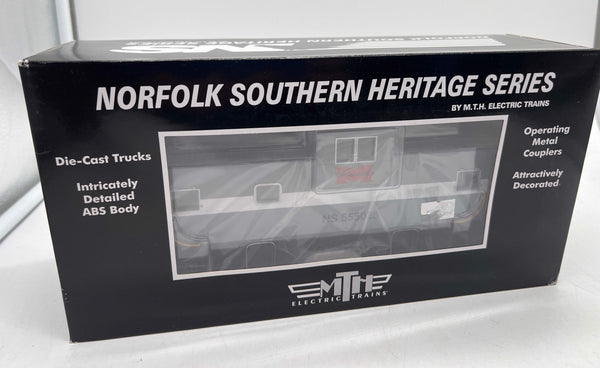 NORFOLK SOUTHERN HERITAGE SERIES
BY M.T.H. ELECTRIC TRAINS
Die-Cast Trucks
Intricately
Detailed
ABS Body
Operating
Metal
Couplers
Attractively
Decorated
MTH
ELECTRIC TRAINS